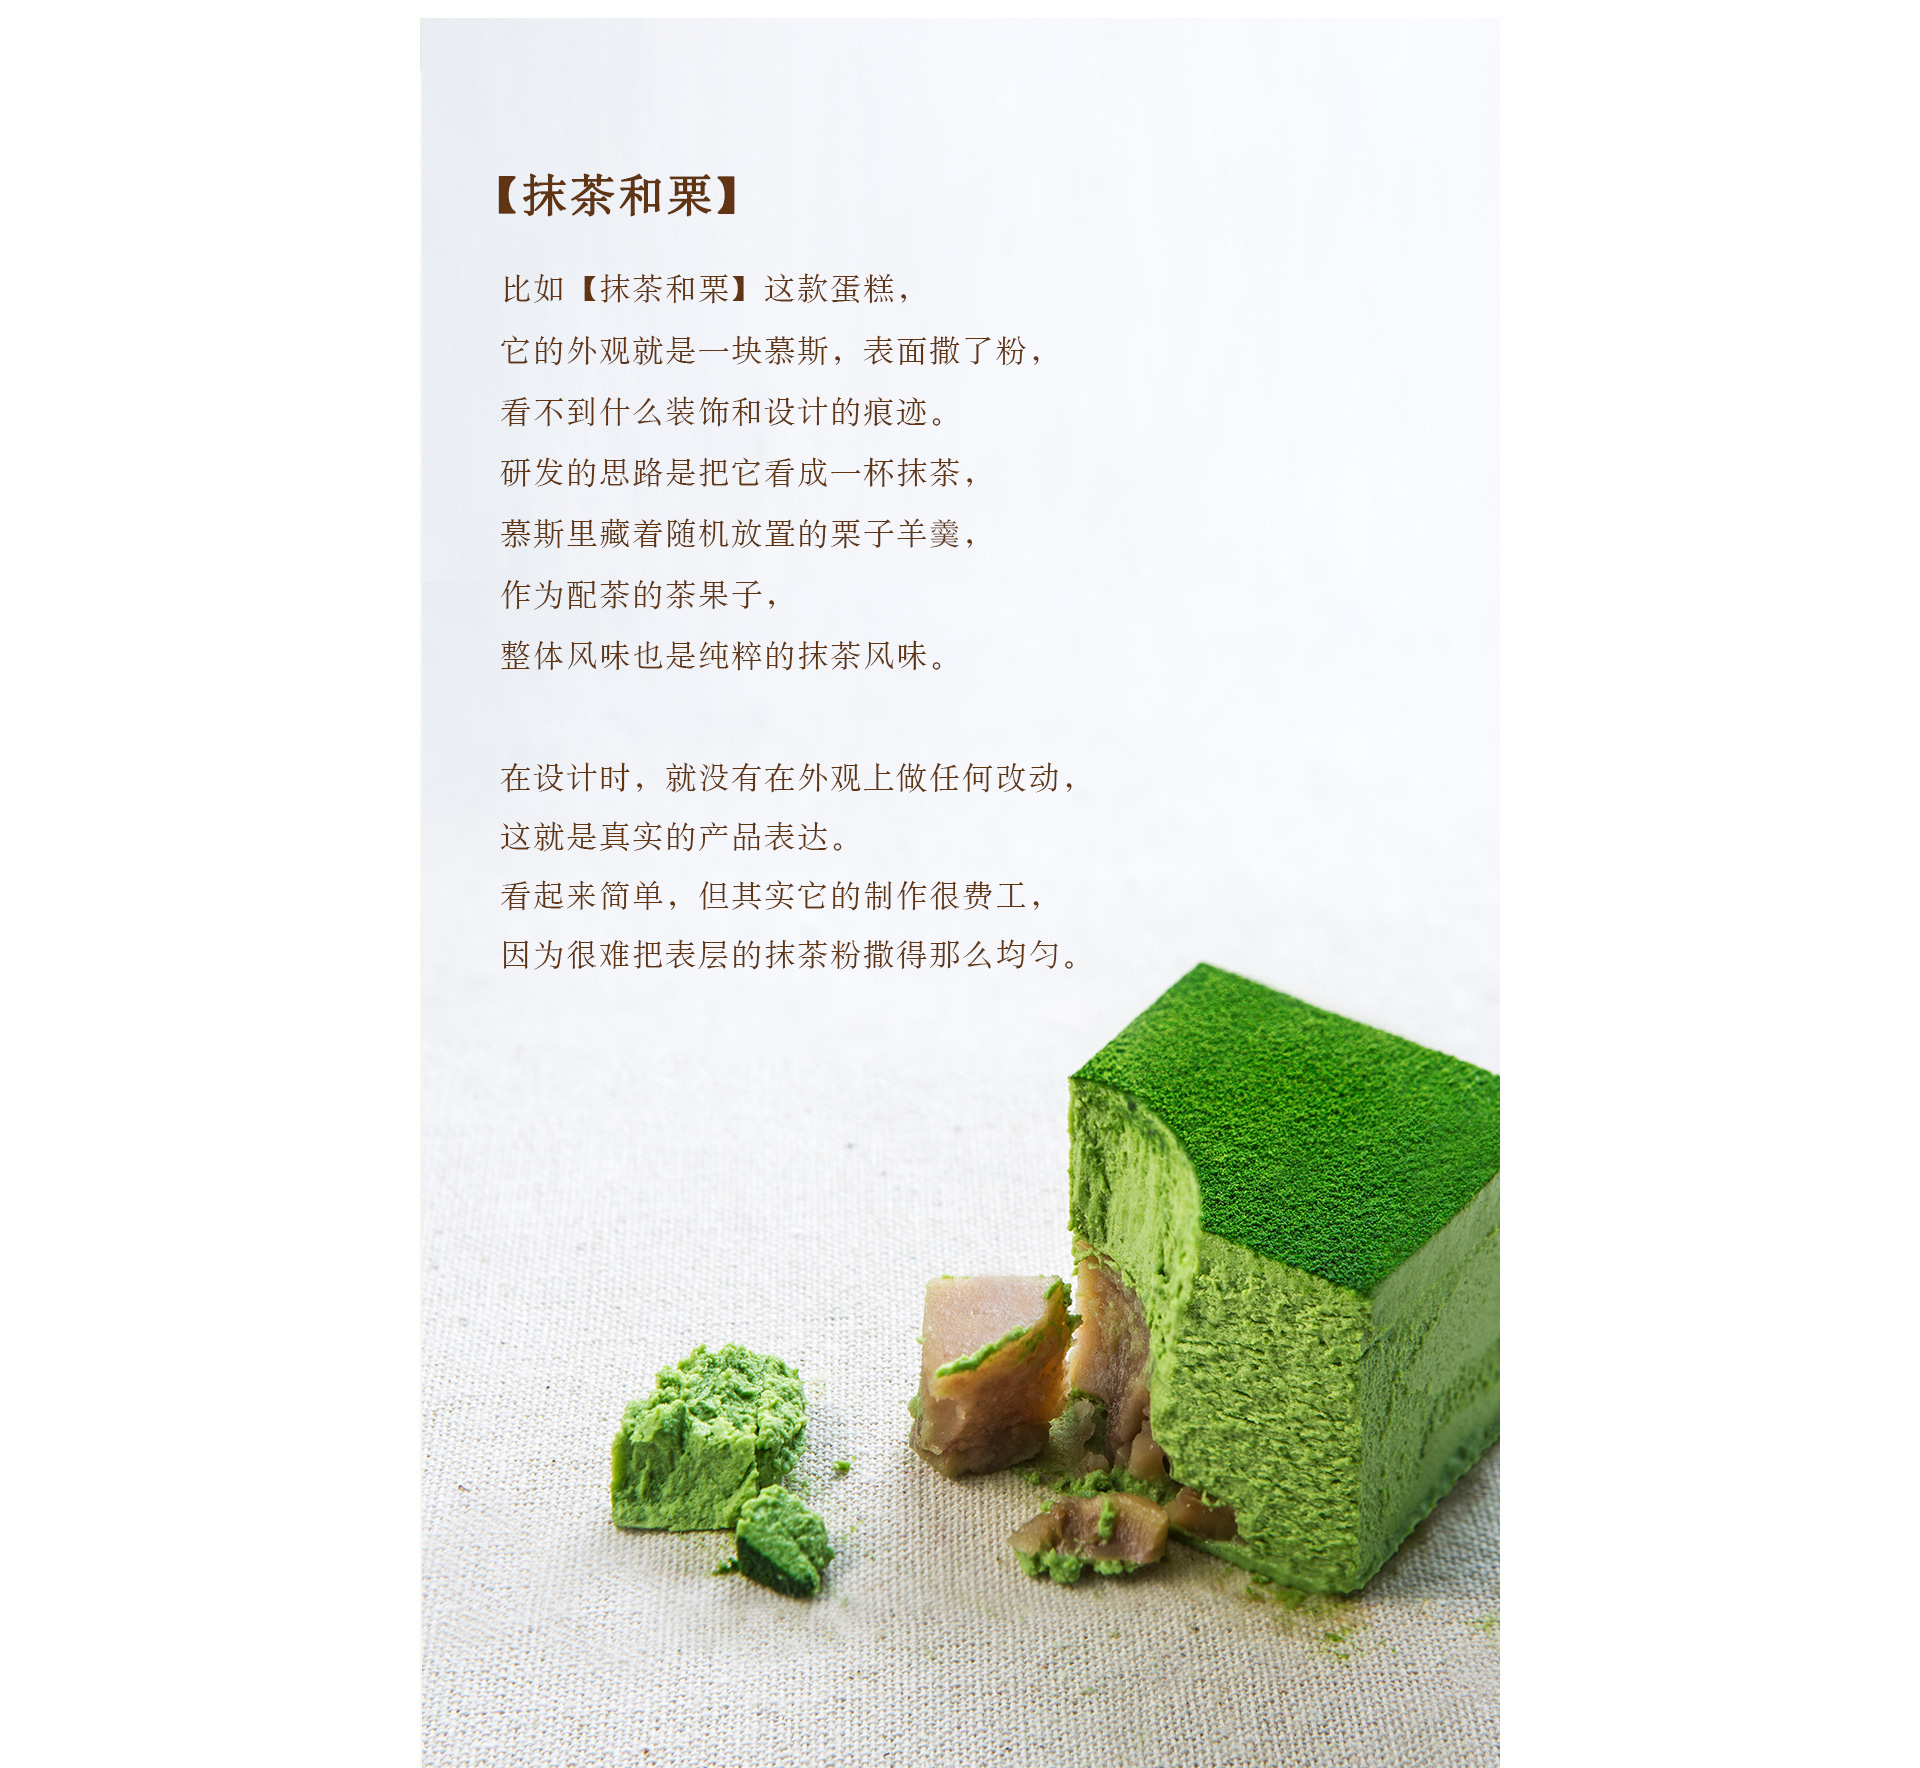 【抹茶和栗】
比如【抹茶和栗】这款蛋糕，
它的外观就是一块慕斯，表面撒了粉，
看不到什么装饰和设计的痕迹。
研发的思路是把它看成一杯抹茶，
慕斯里藏着随机放置的栗子羊羹，
作为配茶的茶果子，
整体风味也是纯粹的抹茶风味。
在设计时，就没有在外观上做任何改动，
这就是真实的产品表达。
看起来简单，但其实它的制作很费工，
因为很难把表层的抹茶粉撒得那么均匀。